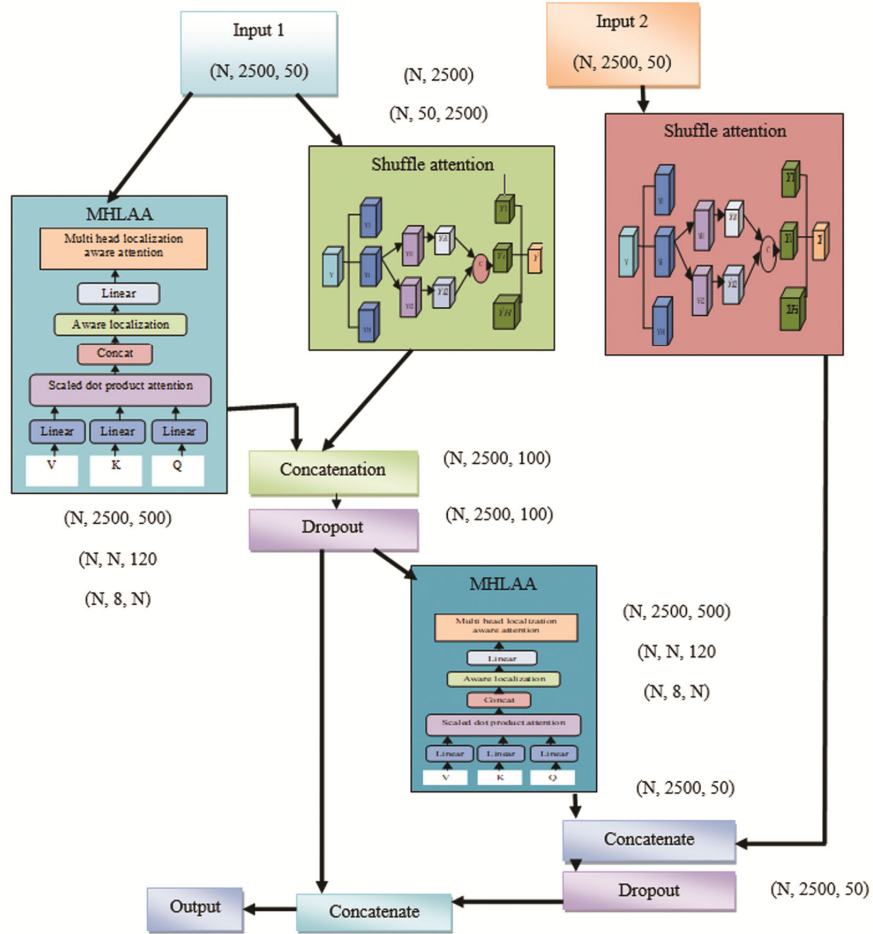 Input 1
(N, 2500, 50)
Input 2
(N, 2500, 50)
(N, 2500)
(N, 50, 2500)
Shuffle attention
Shuffle attention
MHLAA
Multi head localization
aware attention
Linear
Aware localization
Concat
Scaled dot product attention
Linear Linear Linear
V K Q
(N, 2500, 500)
(N, N, 120
(N, 8, N)
Concatenation
(N, 2500, 100)
Dropout
(N, 2500, 100)
MHLAA
Multi head localization
aware attention
Linear
Aware localization
Concat
Scaled dot product attention
Linear Linear Linear
V K Q
(N, 2500, 500)
(N, N, 120
(N, 8, N)
(N, 2500, 50)
Concatenate
Dropout
(N, 2500, 50)
Output
Concatenate